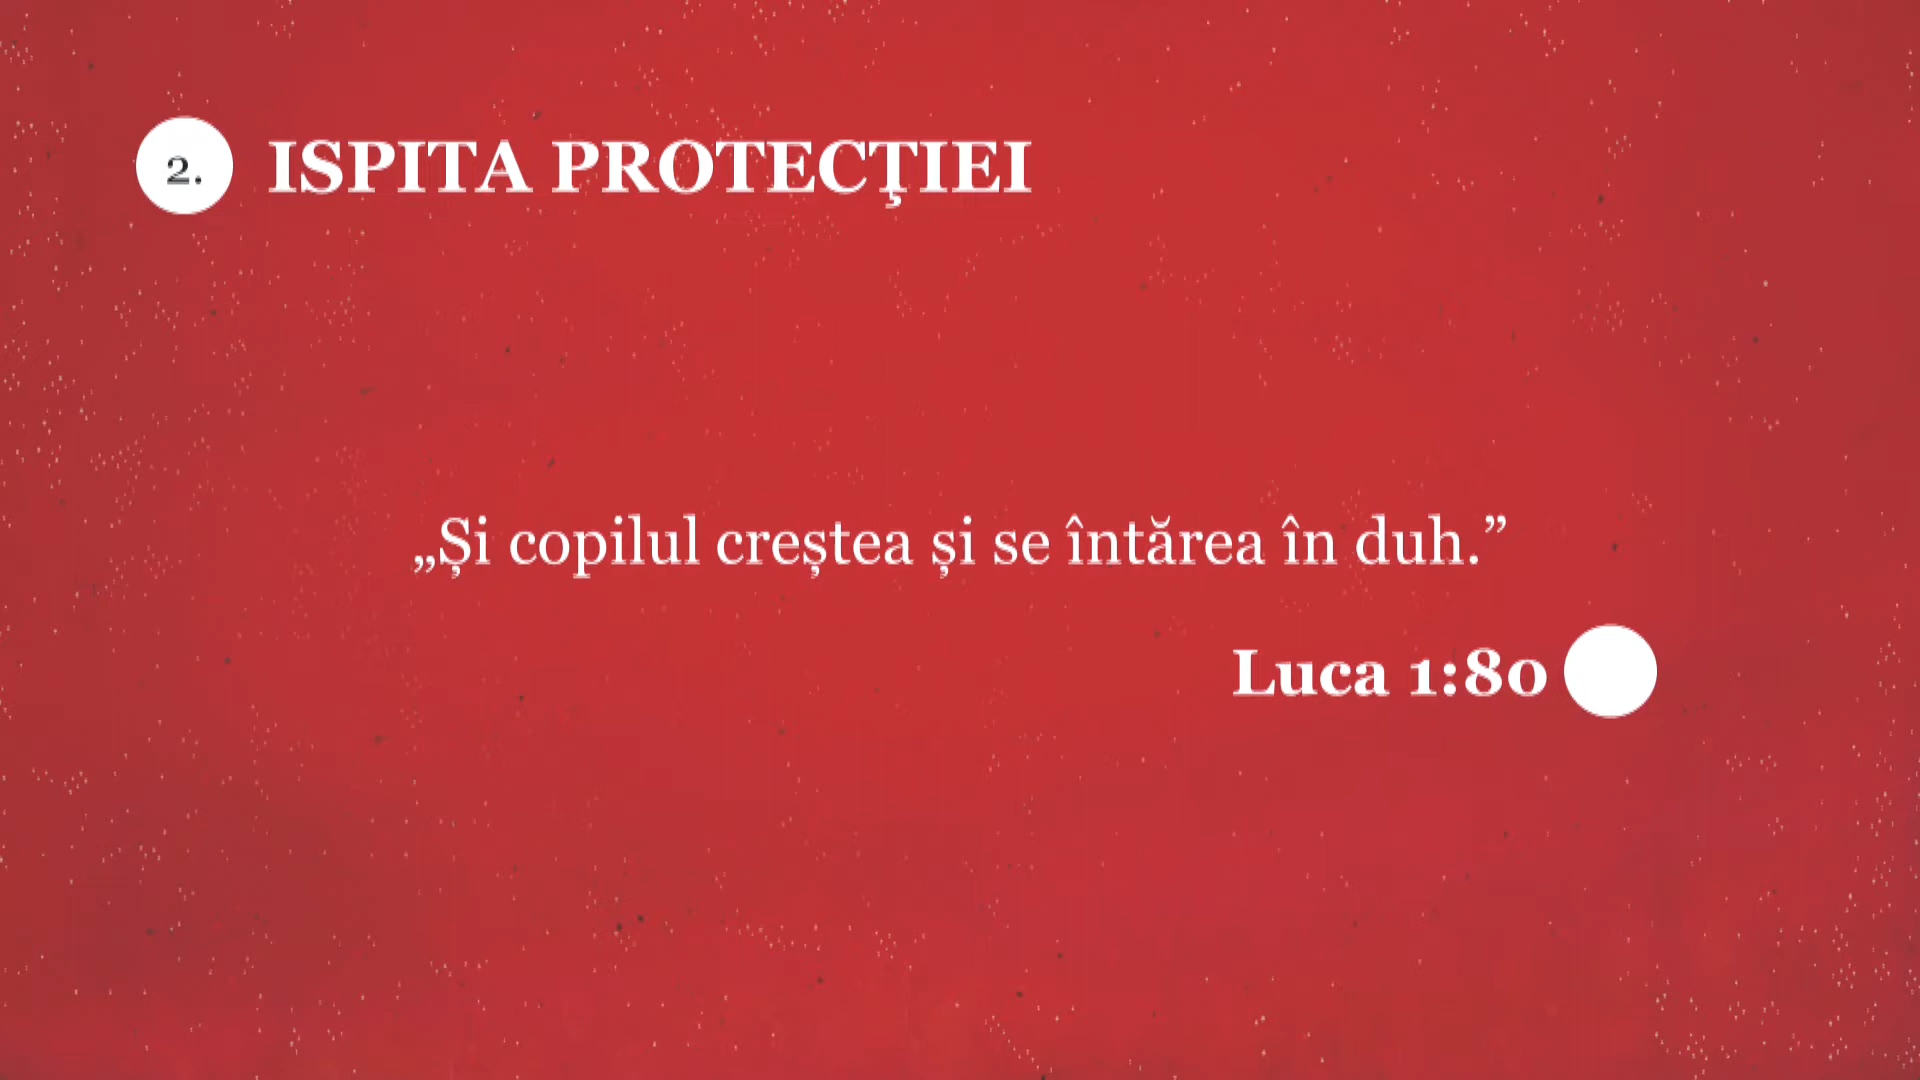 2. ISPITA PROTECŢIEI
„Și copilul creștea și se întărea în duh.”
Luca 1:80